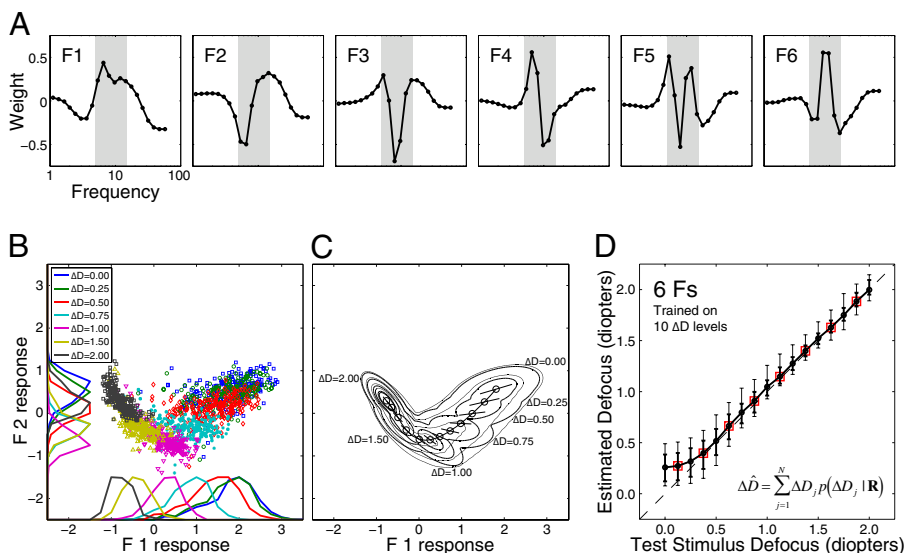 A
F1
F2
F3
F4
F5
F6
Weight
0.5
0
−0.5
1
10
100
Frequency
B
ΔD=0.00
ΔD=0.25
ΔD=0.50
ΔD=0.75
ΔD=1.00
ΔD=1.50
ΔD=2.00
F 2 response
3
2
1
0
−1
−2
−2
−1
0
1
2
3
F 1 response
C
ΔD=0.00
ΔD=2.00
ΔD=0.25
ΔD=0.50
ΔD=1.50
ΔD=0.75
ΔD=1.00
−2
−1
0
1
2
3
F 1 response
D
6 Fs
Trained on
10 ΔD levels
Estimated Defocus (diopters)
2.0
1.5
1.0
0.5
0.0
ΔD̂ = ∑ ΔD_j p(ΔD_j | R)
N
j=1
0.0
0.5
1.0
1.5
2.0
Test Stimulus Defocus (diopters)